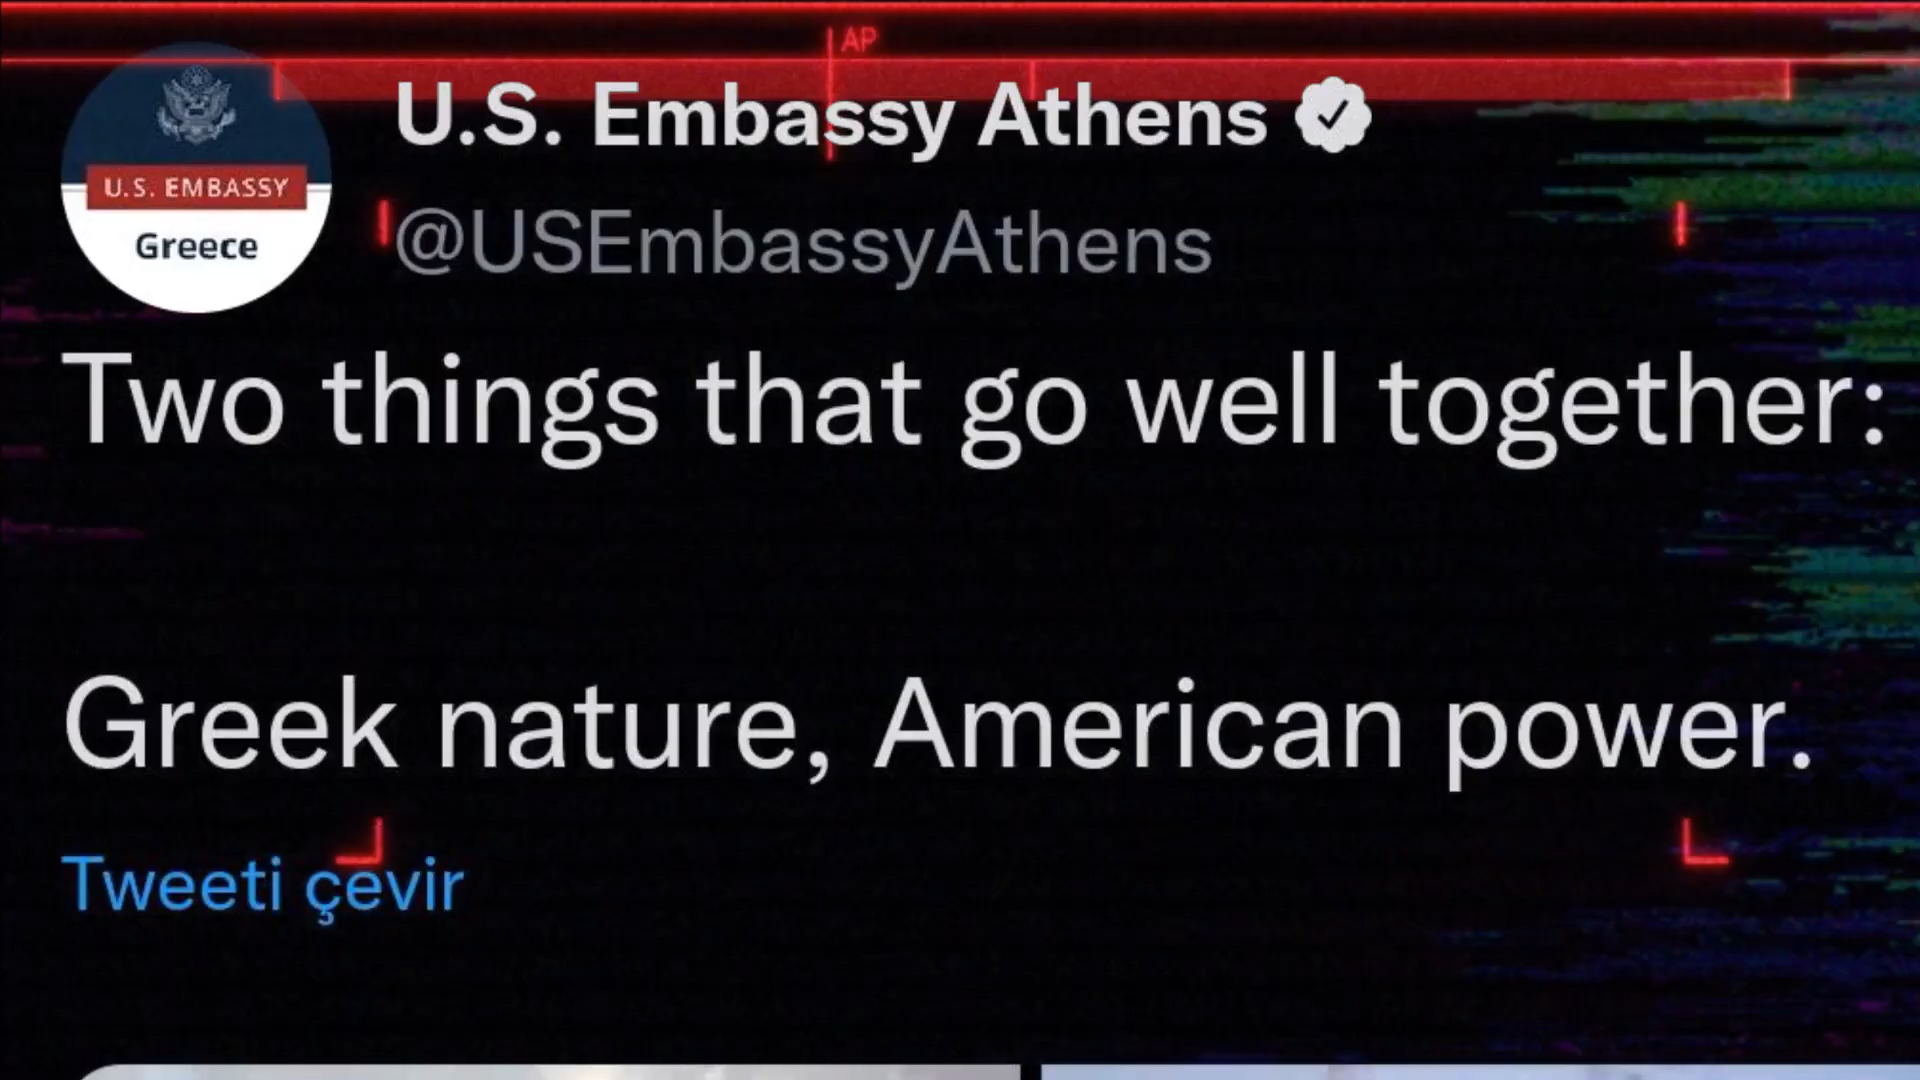 AP
U.S. Embassy Athens
@USEmbassyAthens
U.S. EMBASSY
Greece
Two things that go well together:
Greek nature, American power.
Tweeti çevir